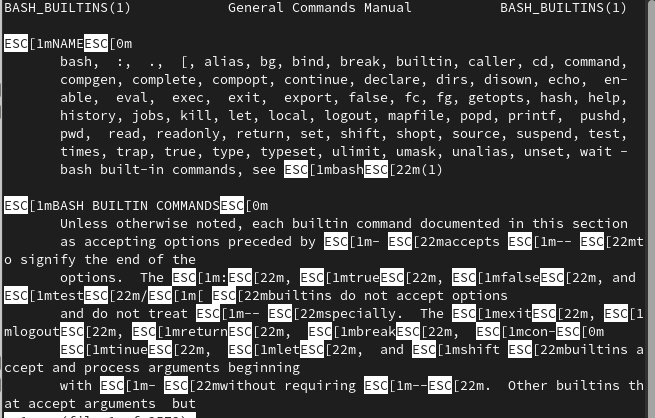 BASH_BUILTINS(1)            General Commands Manual           BASH_BUILTINS(1)
ESC[1mNAMEESC[0m
bash,  :,  .,  [, alias, bg, bind, break, builtin, caller, cd, command,
compgen, complete, compopt, continue, declare, dirs, disown, echo,  en-
able,  eval,  exec,  exit,  export, false, fc, fg, getopts, hash, help,
history, jobs, kill, let, local, logout, mapfile, popd, printf,  pushd,
pwd,  read, readonly, return, set, shift, shopt, source, suspend, test,
times, trap, true, type, typeset, ulimit, umask, unalias, unset, wait -
bash built-in commands, see ESC[1mbashESC[22m(1)
ESC[1mBASH BUILTIN COMMANDSESC[0m
Unless otherwise noted, each builtin command documented in this section
as accepting options preceded by ESC[1m- ESC[22maccepts ESC[1m-- ESC[22mt
o signify the end of the
options.  The ESC[1m:ESC[22m, ESC[1mtrueESC[22m, ESC[1mfalseESC[22m, and
ESC[1mtestESC[22m/ESC[1m[ ESC[22mbuiltins do not accept options
and do not treat ESC[1m-- ESC[22mspecially.  The ESC[1mexitESC[22m, ESC[1
mlogoutESC[22m, ESC[1mreturnESC[22m,  ESC[1mbreakESC[22m,  ESC[1mcon-ESC[0m
ESC[1mtinueESC[22m,  ESC[1mletESC[22m,  and ESC[1mshift ESC[22mbuiltins a
ccept and process arguments beginning
with ESC[1m- ESC[22mwithout requiring ESC[1m--ESC[22m.  Other builtins th
at accept arguments  but